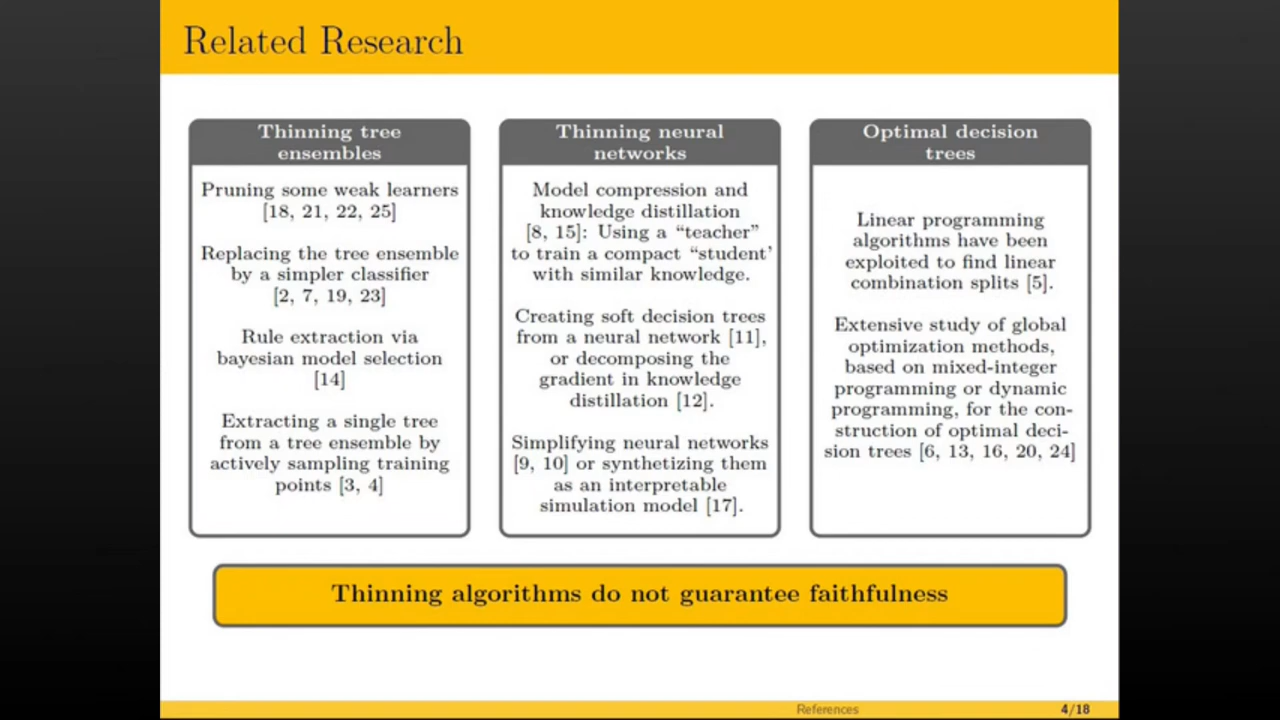 Related Research
Thinning tree
ensembles
Pruning some weak learners
[18, 21, 22, 25]
Replacing the tree ensemble
by a simpler classifier
[2, 7, 19, 23]
Rule extraction via
bayesian model selection
[14]
Extracting a single tree
from a tree ensemble by
actively sampling training
points [3, 4]
Thinning neural
networks
Model compression and
knowledge distillation
[8, 15]: Using a “teacher”
to train a compact “student’
with similar knowledge.
Creating soft decision trees
from a neural network [11],
or decomposing the
gradient in knowledge
distillation [12].
Simplifying neural networks
[9, 10] or synthetizing them
as an interpretable
simulation model [17].
Optimal decision
trees
Linear programming
algorithms have been
exploited to find linear
combination splits [5].
Extensive study of global
optimization methods,
based on mixed-integer
programming or dynamic
programming, for the con-
struction of optimal deci-
sion trees [6, 13, 16, 20, 24]
Thinning algorithms do not guarantee faithfulness
References
4/18